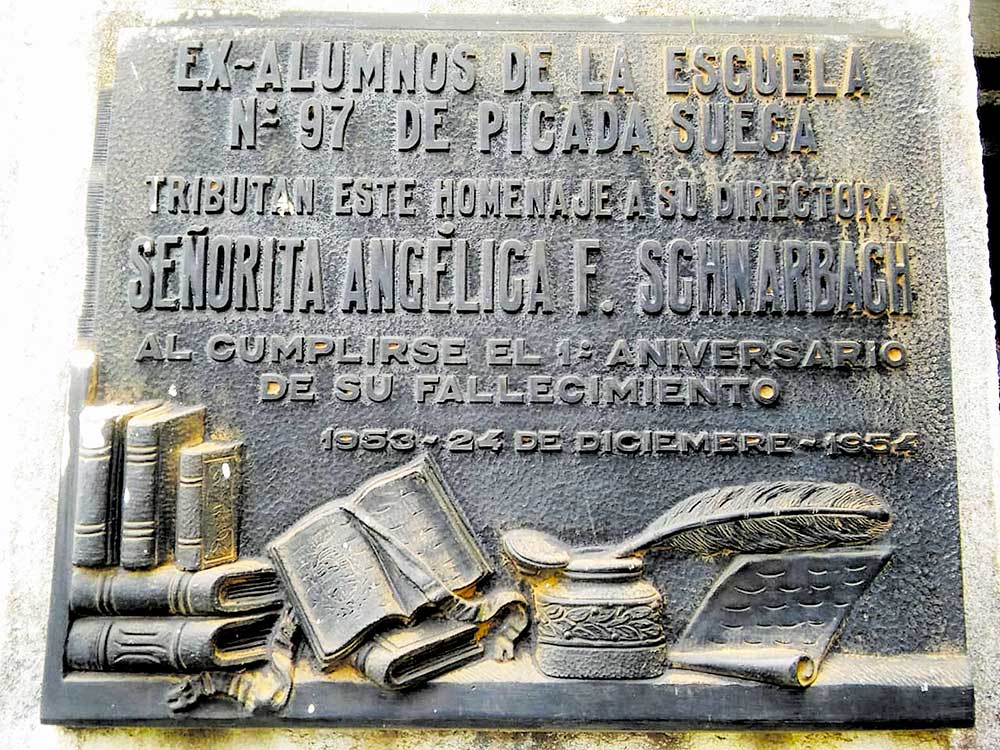 EX-ALUMNOS DE LA ESCUELA
Nº 97 DE PICADA SUECA
TRIBUTAN ESTE HOMENAJE A SU DIRECTORA
SEÑORITA ANGÉLICA F. SCHNARBACH
AL CUMPLIRSE EL 1º ANIVERSARIO
DE SU FALLECIMIENTO
1953-24 DE DICIEMBRE-1954